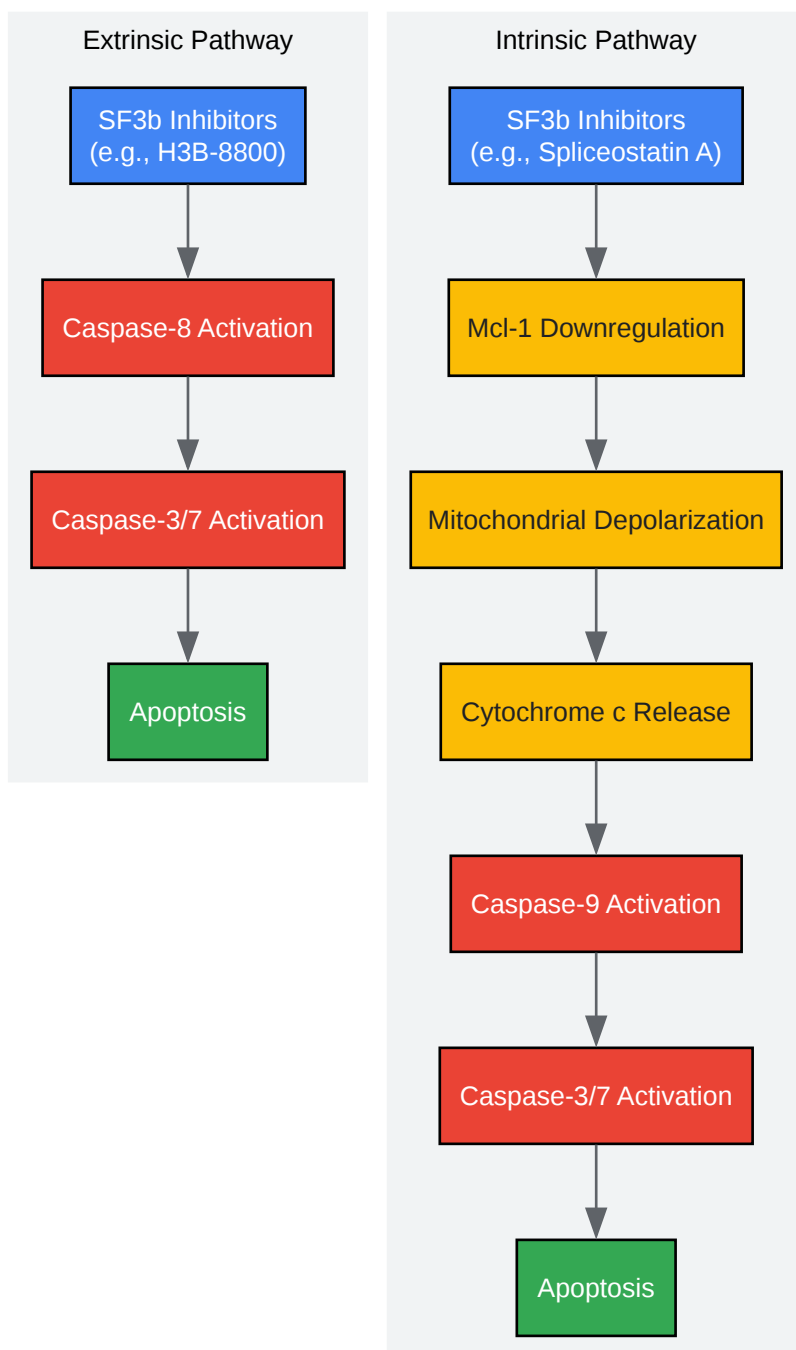 Extrinsic Pathway
SF3b Inhibitors
(e.g., H3B-8800)
Caspase-8 Activation
Caspase-3/7 Activation
Apoptosis
Intrinsic Pathway
SF3b Inhibitors
(e.g., Spliceostatin A)
Mcl-1 Downregulation
Mitochondrial Depolarization
Cytochrome c Release
Caspase-9 Activation
Caspase-3/7 Activation
Apoptosis